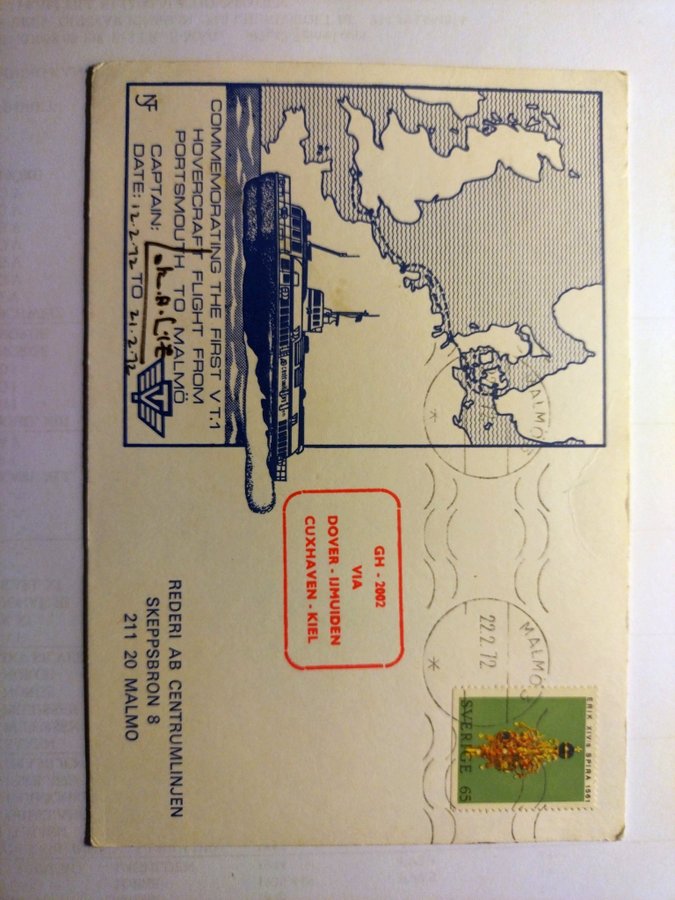 NF
COMMEMORATING THE FIRST VT.1
HOVERCRAFT FLIGHT FROM
PORTSMOUTH TO MALMÖ
CAPTAIN:
DATE: 12.2.72 TO 21.2.72
GH - 2002
VIA
DOVER - IJMUIDEN
CUXHAVEN - KIEL
MALMÖ
MALMÖ
22.2.72
ERIK XIV:s SPIRA 1561
SVERIGE 65
REDERI AB CENTRUMLINJEN
SKEPPSBRON 8
211 20 MALMO